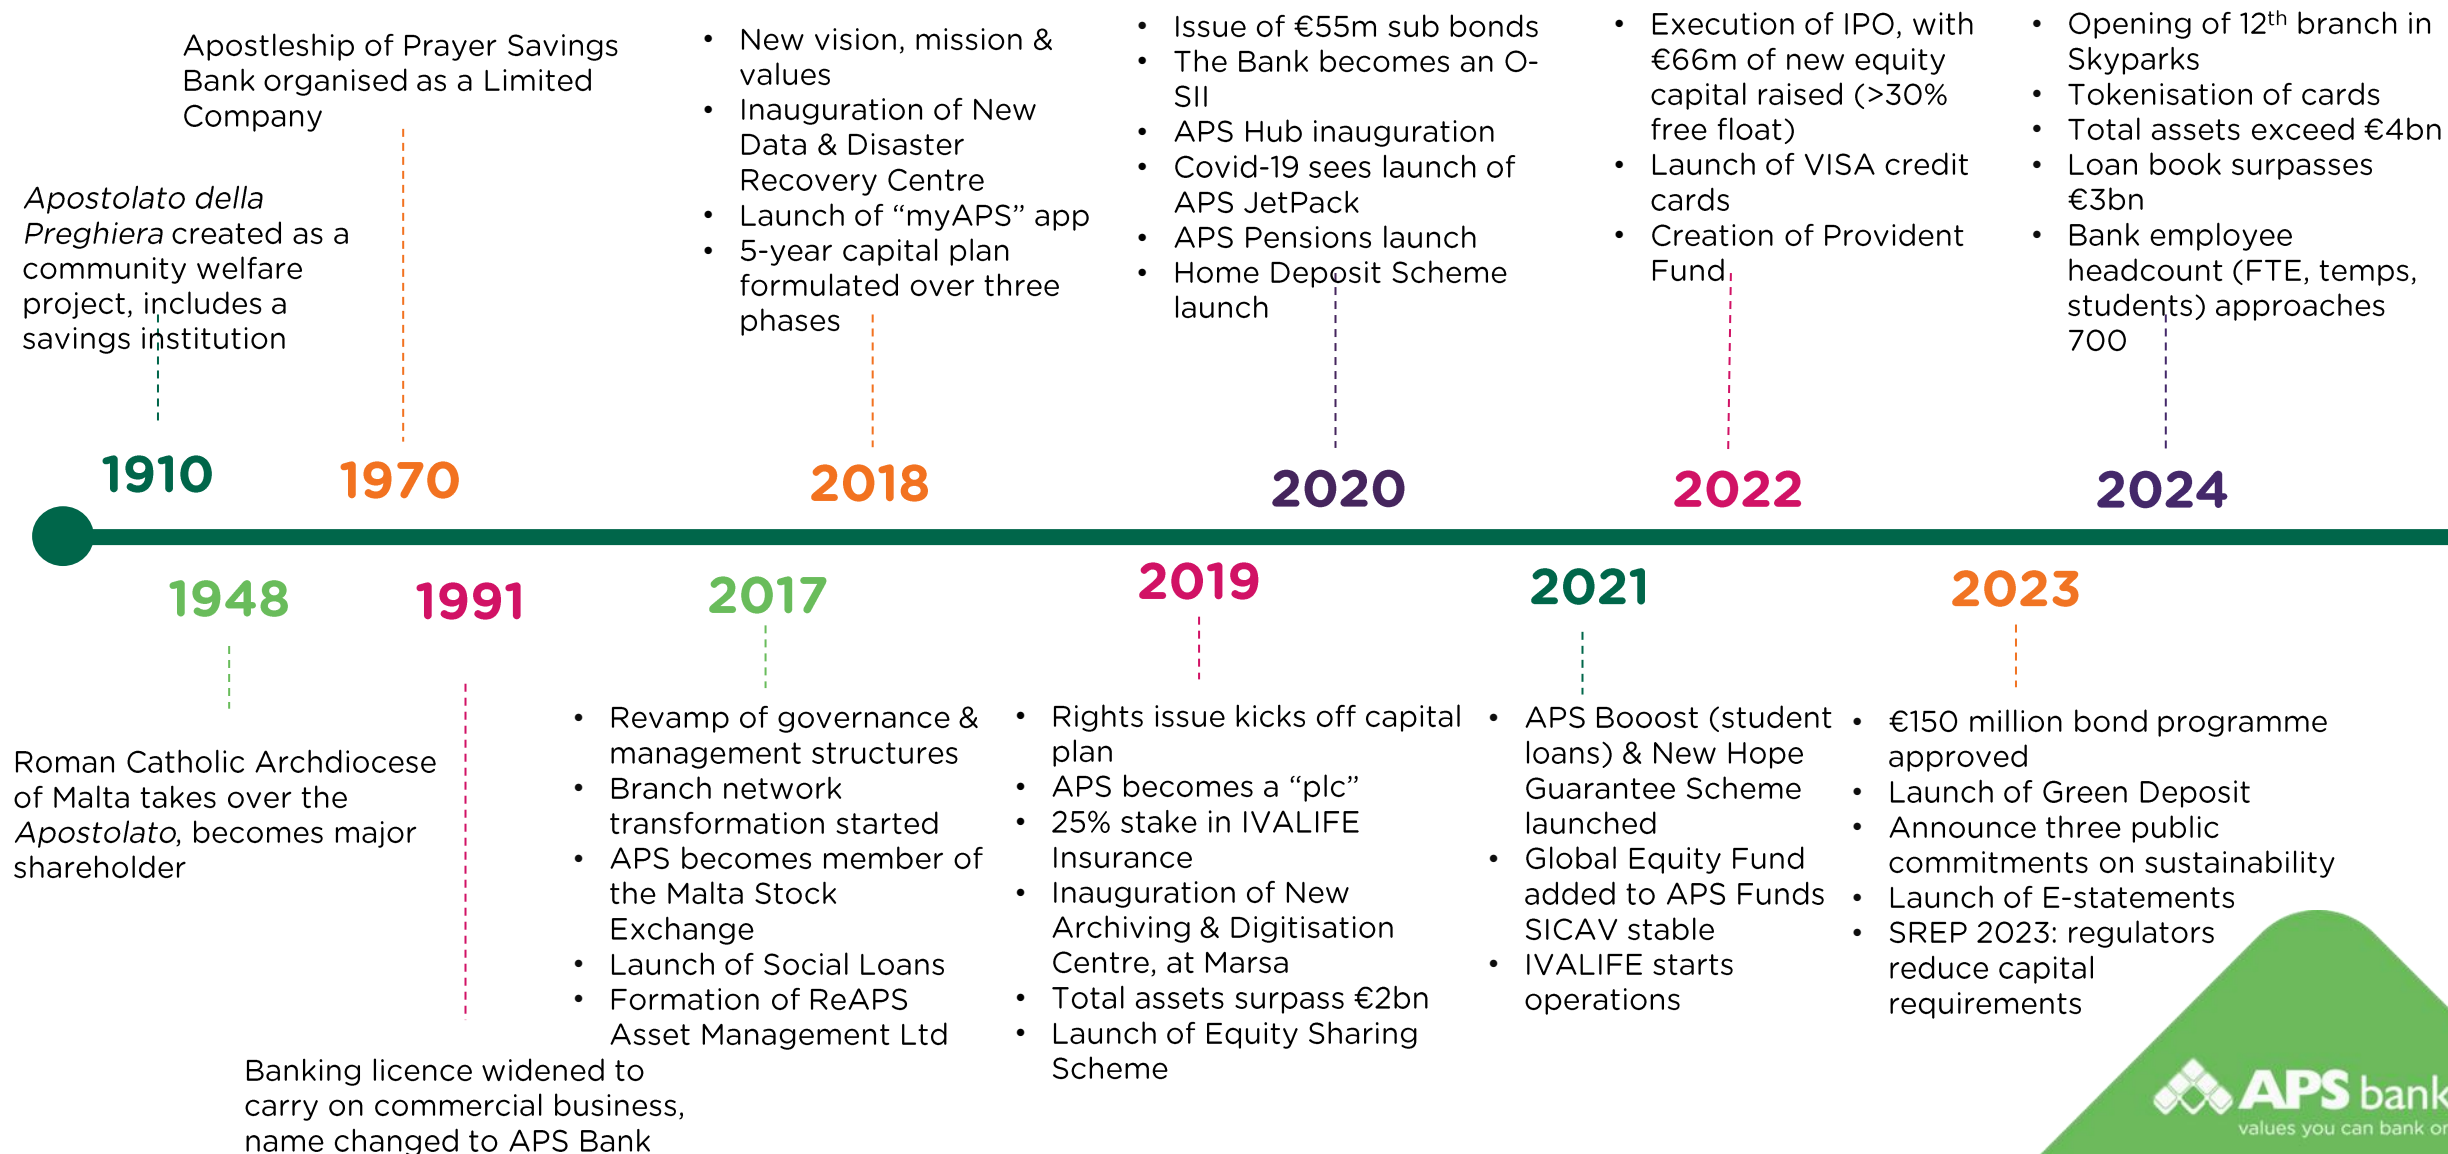 Apostolato della
Preghiera created as a
community welfare
project, includes a
savings institution
1910
Apostleship of Prayer Savings
Bank organised as a Limited
Company
1970
• New vision, mission &
values
• Inauguration of New
Data & Disaster
Recovery Centre
• Launch of “myAPS” app
• 5-year capital plan
formulated over three
phases
2018
• Issue of €55m sub bonds
• The Bank becomes an O-
SII
• APS Hub inauguration
• Covid-19 sees launch of
APS JetPack
• APS Pensions launch
• Home Deposit Scheme
launch
2020
• Execution of IPO, with
€66m of new equity
capital raised (>30%
free float)
• Launch of VISA credit
cards
• Creation of Provident
Fund
2022
• Opening of 12th branch in
Skyparks
• Tokenisation of cards
• Total assets exceed €4bn
• Loan book surpasses
€3bn
• Bank employee
headcount (FTE, temps,
students) approaches
700
2024
1948
Roman Catholic Archdiocese
of Malta takes over the
Apostolato, becomes major
shareholder
1991
Banking licence widened to
carry on commercial business,
name changed to APS Bank
2017
• Revamp of governance &
management structures
• Branch network
transformation started
• APS becomes member of
the Malta Stock
Exchange
• Launch of Social Loans
• Formation of ReAPS
Asset Management Ltd
2019
• Rights issue kicks off capital
plan
• APS becomes a “plc”
• 25% stake in IVALIFE
Insurance
• Inauguration of New
Archiving & Digitisation
Centre, at Marsa
• Total assets surpass €2bn
• Launch of Equity Sharing
Scheme
2021
• APS Booost (student
loans) & New Hope
Guarantee Scheme
launched
• Global Equity Fund
added to APS Funds
SICAV stable
• IVALIFE starts
operations
2023
• €150 million bond programme
approved
• Launch of Green Deposit
• Announce three public
commitments on sustainability
• Launch of E-statements
• SREP 2023: regulators
reduce capital
requirements
APS bank
values you can bank on